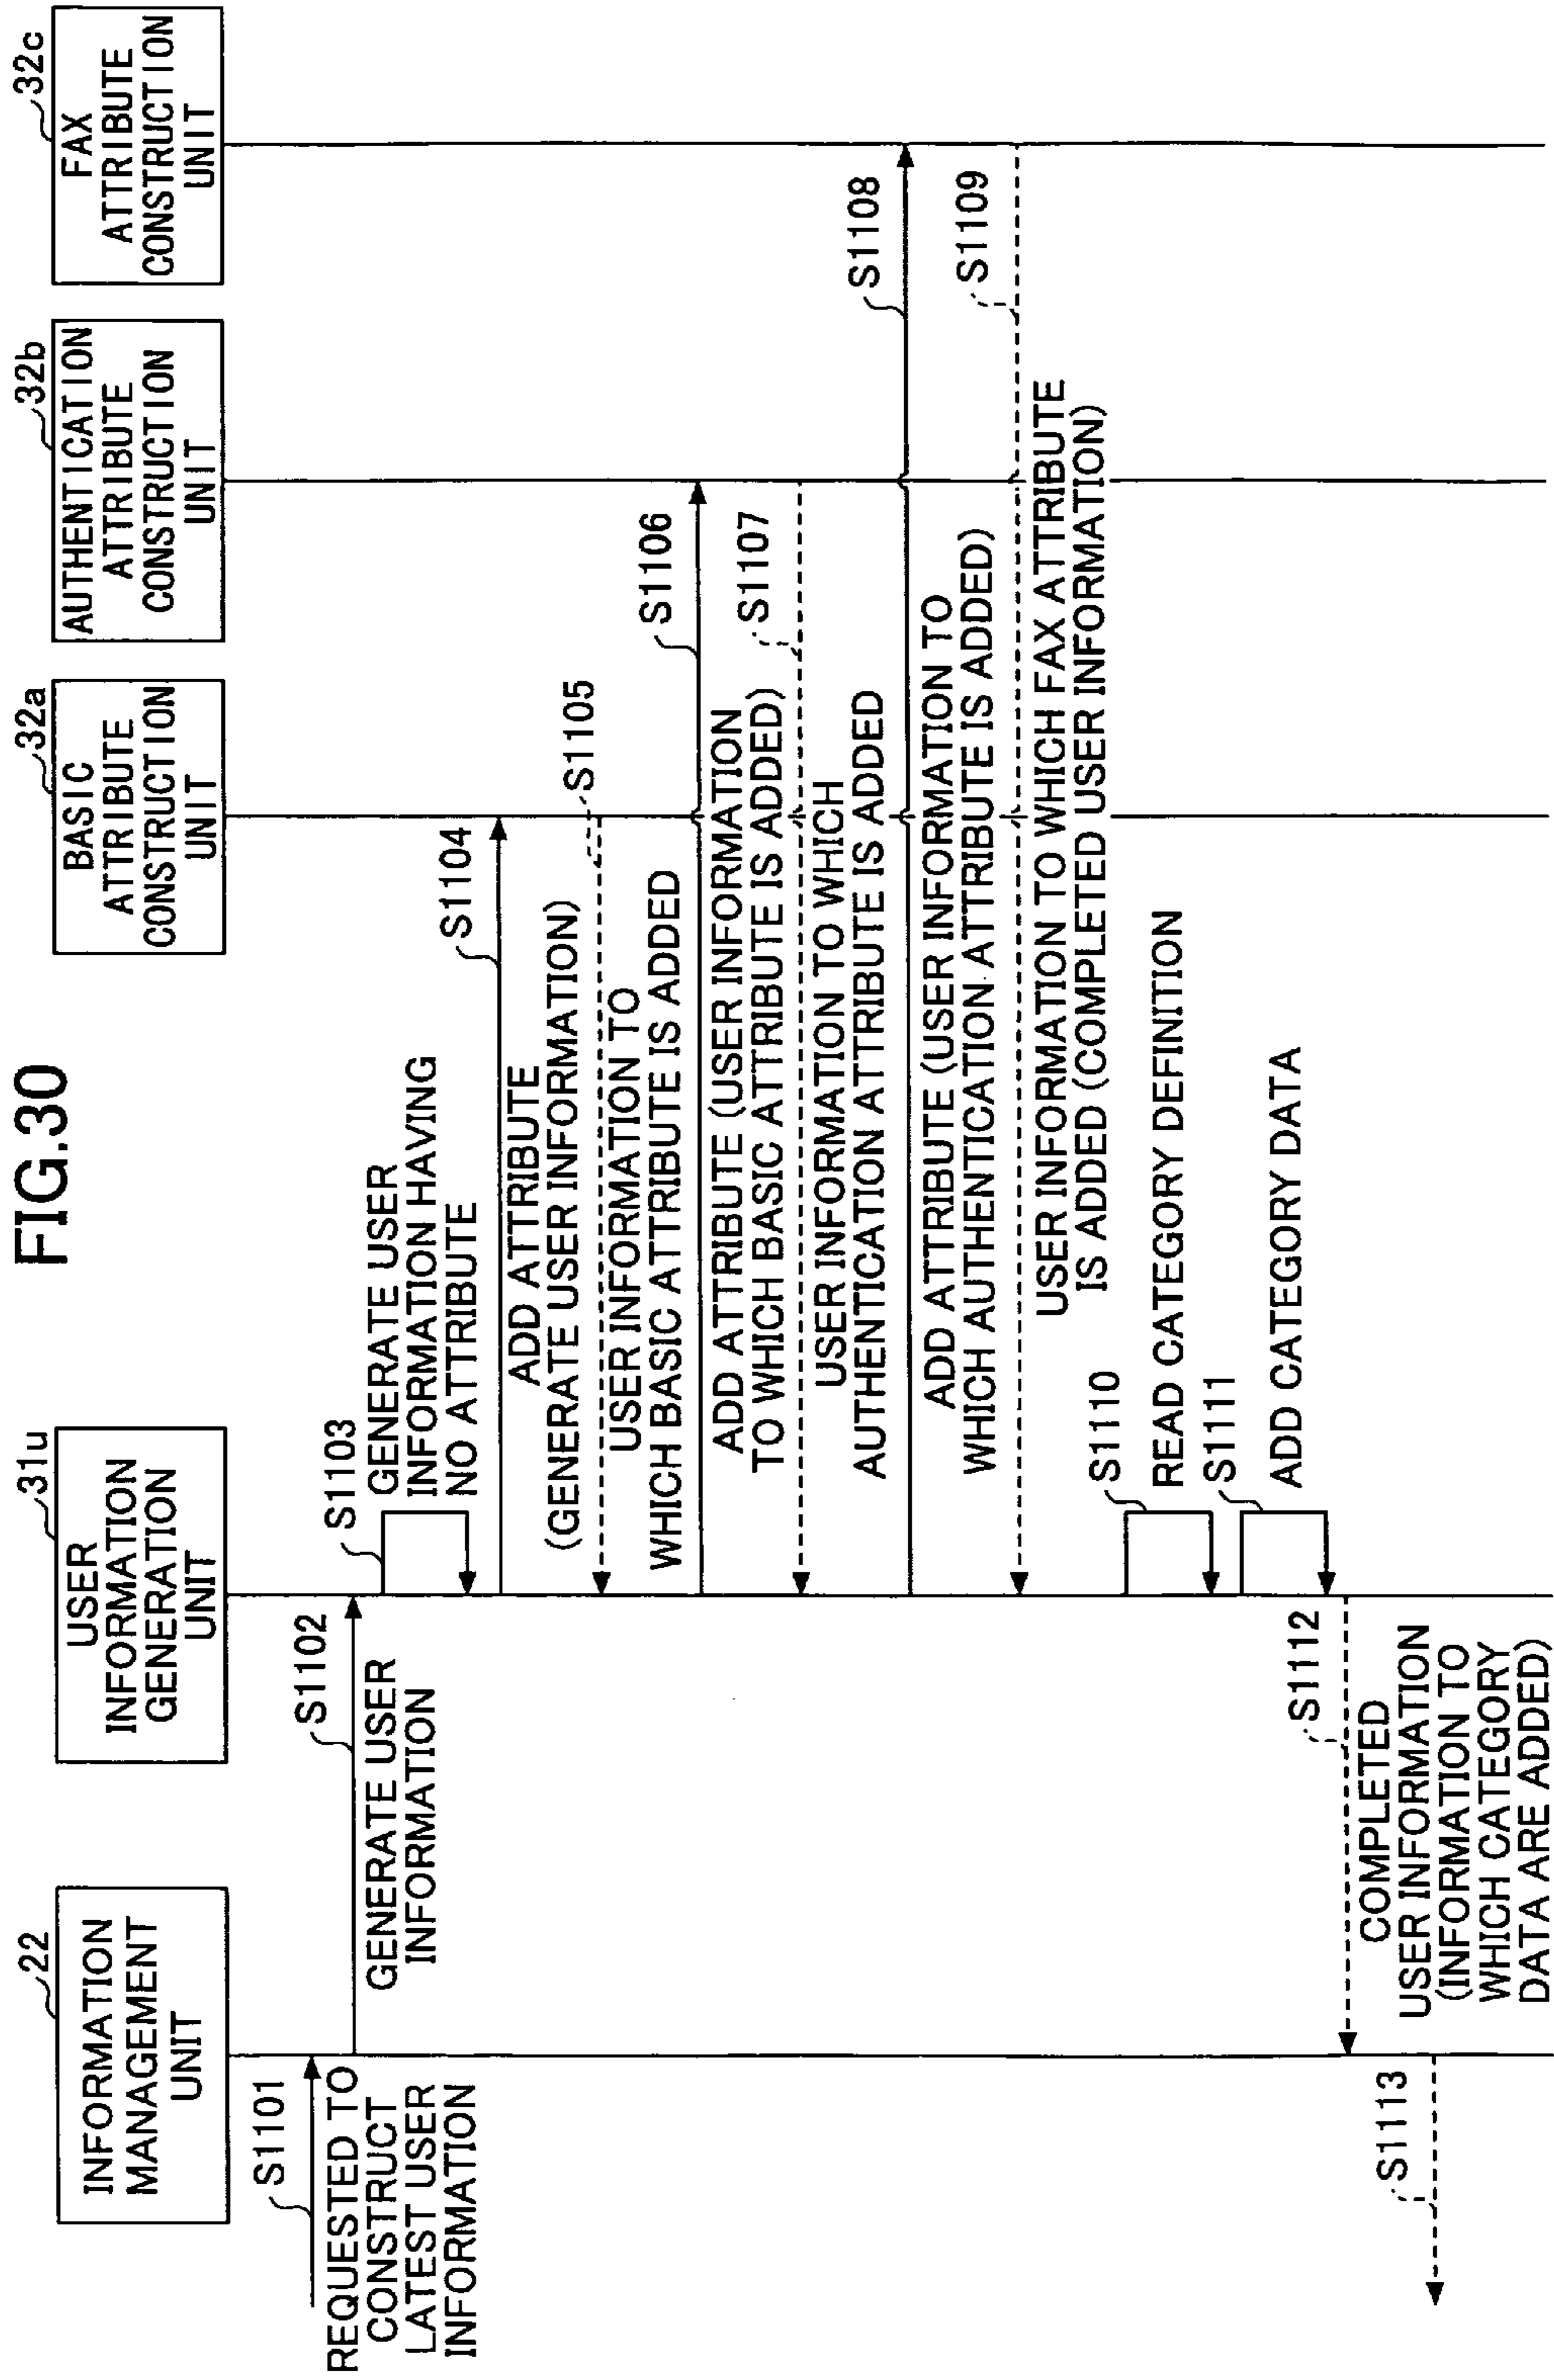 FIG.30
22
INFORMATION
MANAGEMENT
UNIT
31u
USER
INFORMATION
GENERATION
UNIT
32a
BASIC
ATTRIBUTE
CONSTRUCTION
UNIT
32b
AUTHENTICATION
ATTRIBUTE
CONSTRUCTION
UNIT
32c
FAX
ATTRIBUTE
CONSTRUCTION
UNIT
S1101
REQUESTED TO
CONSTRUCT
LATEST USER
INFORMATION
S1102
GENERATE USER
INFORMATION
S1103
GENERATE USER
INFORMATION HAVING
NO ATTRIBUTE
S1104
ADD ATTRIBUTE
(GENERATE USER INFORMATION)
S1105
USER INFORMATION TO
WHICH BASIC ATTRIBUTE IS ADDED
S1106
ADD ATTRIBUTE (USER INFORMATION
TO WHICH BASIC ATTRIBUTE IS ADDED)
S1107
USER INFORMATION TO WHICH
AUTHENTICATION ATTRIBUTE IS ADDED
S1108
ADD ATTRIBUTE (USER INFORMATION TO
WHICH AUTHENTICATION ATTRIBUTE IS ADDED)
S1109
USER INFORMATION TO WHICH FAX ATTRIBUTE
IS ADDED (COMPLETED USER INFORMATION)
S1110
READ CATEGORY DEFINITION
S1111
ADD CATEGORY DATA
S1112
COMPLETED
USER INFORMATION
(INFORMATION TO
WHICH CATEGORY
DATA ARE ADDED)
S1113